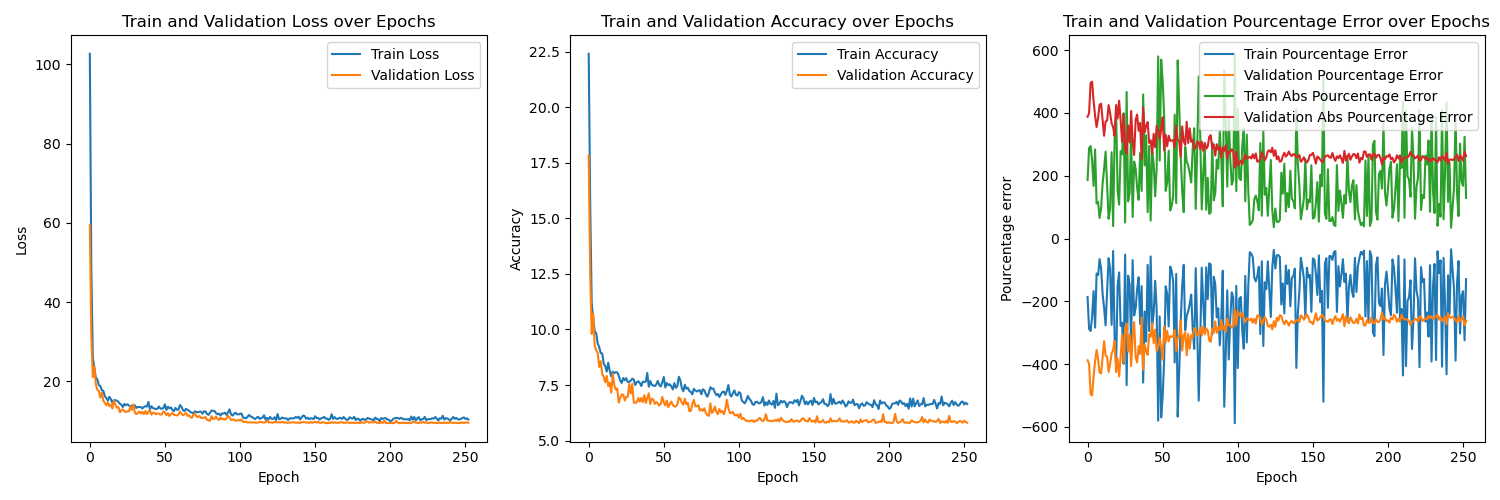 Train and Validation Loss over Epochs
Train Loss
Validation Loss
100
80
60
40
20
Loss
0
50
100
150
200
250
Epoch
Train and Validation Accuracy over Epochs
Train Accuracy
Validation Accuracy
22.5
20.0
17.5
15.0
12.5
10.0
7.5
5.0
Accuracy
0
50
100
150
200
250
Epoch
Train and Validation Pourcentage Error over Epochs
Train Pourcentage Error
Validation Pourcentage Error
Train Abs Pourcentage Error
Validation Abs Pourcentage Error
600
400
200
0
−200
−400
−600
Pourcentage error
0
50
100
150
200
250
Epoch